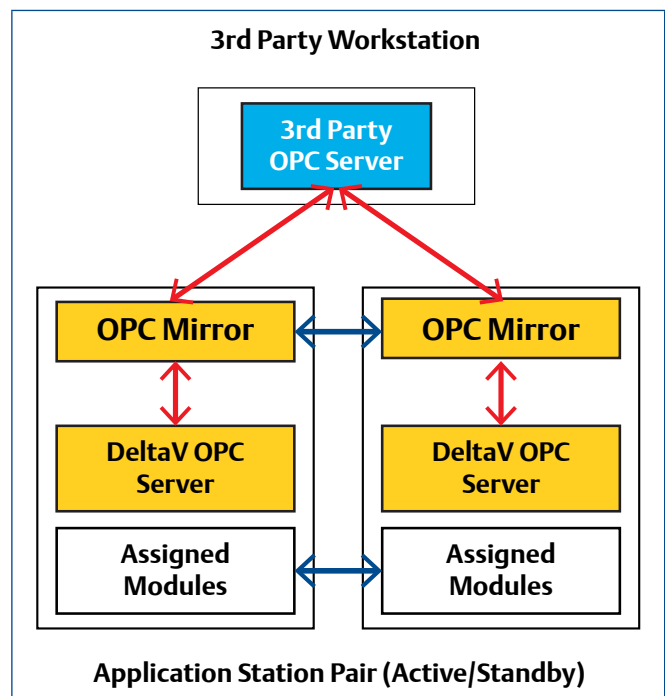 3rd Party Workstation
3rd Party
OPC Server
OPC Mirror
OPC Mirror
DeltaV OPC
Server
DeltaV OPC
Server
Assigned
Modules
Assigned
Modules
Application Station Pair (Active/Standby)